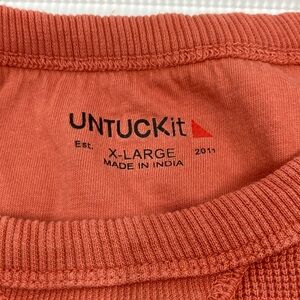 UNTUCKit
Est. X-LARGE 2011
MADE IN INDIA